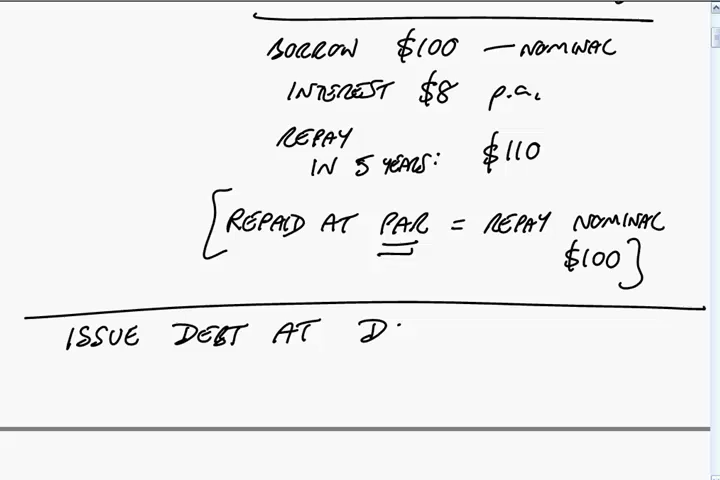 BORROW $100 — NOMINAL
INTEREST $8 p.a.
REPAY
IN 5 YEARS: $110
[REPAID AT PAR = REPAY NOMINAL
$100]
ISSUE DEBT AT D